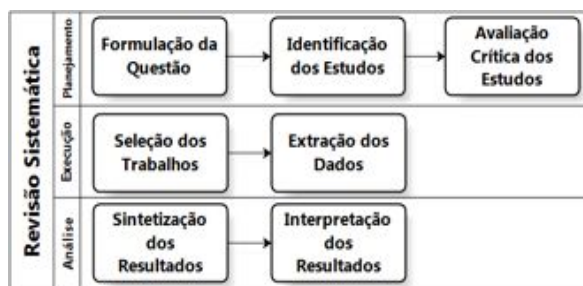 Revisão Sistemática
Planejamento
Formulação da
Questão
Identificação
dos Estudos
Avaliação
Crítica dos
Estudos
Execução
Seleção dos
Trabalhos
Extração dos
Dados
Análise
Sintetização
dos
Resultados
Interpretação
dos
Resultados